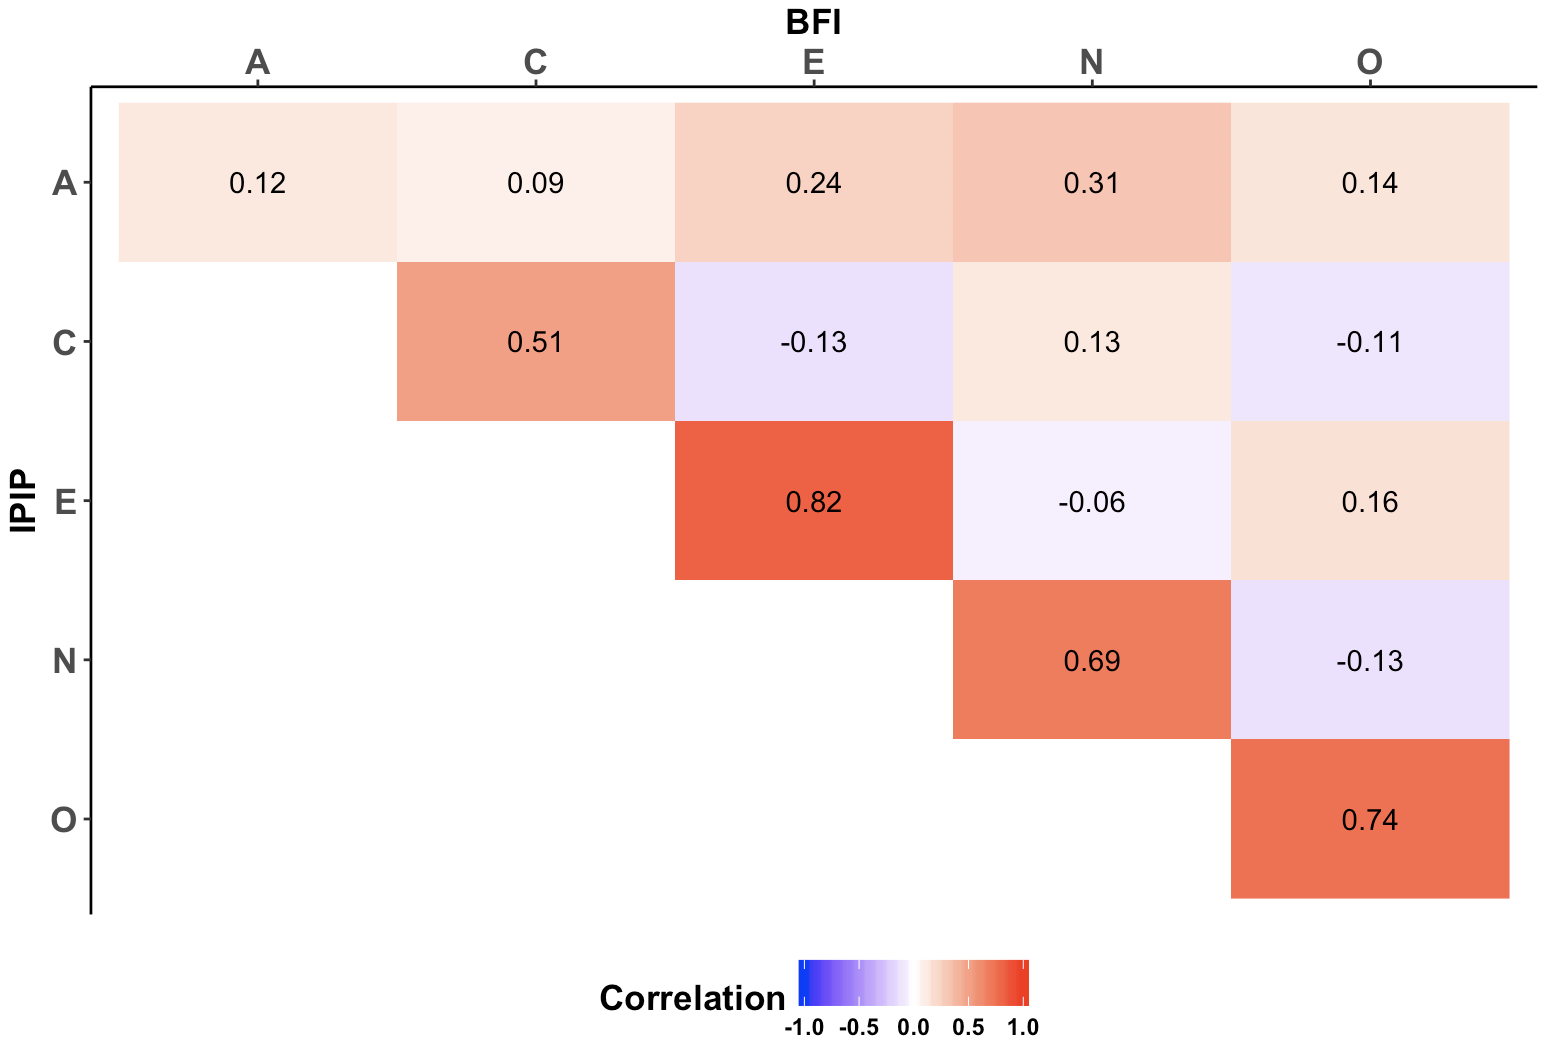 BFI
A C E N O
A 0.12 0.09 0.24 0.31 0.14
C 0.51 -0.13 0.13 -0.11
IPIP
E 0.82 -0.06 0.16
N 0.69 -0.13
O 0.74
Correlation
-1.0 -0.5 0.0 0.5 1.0